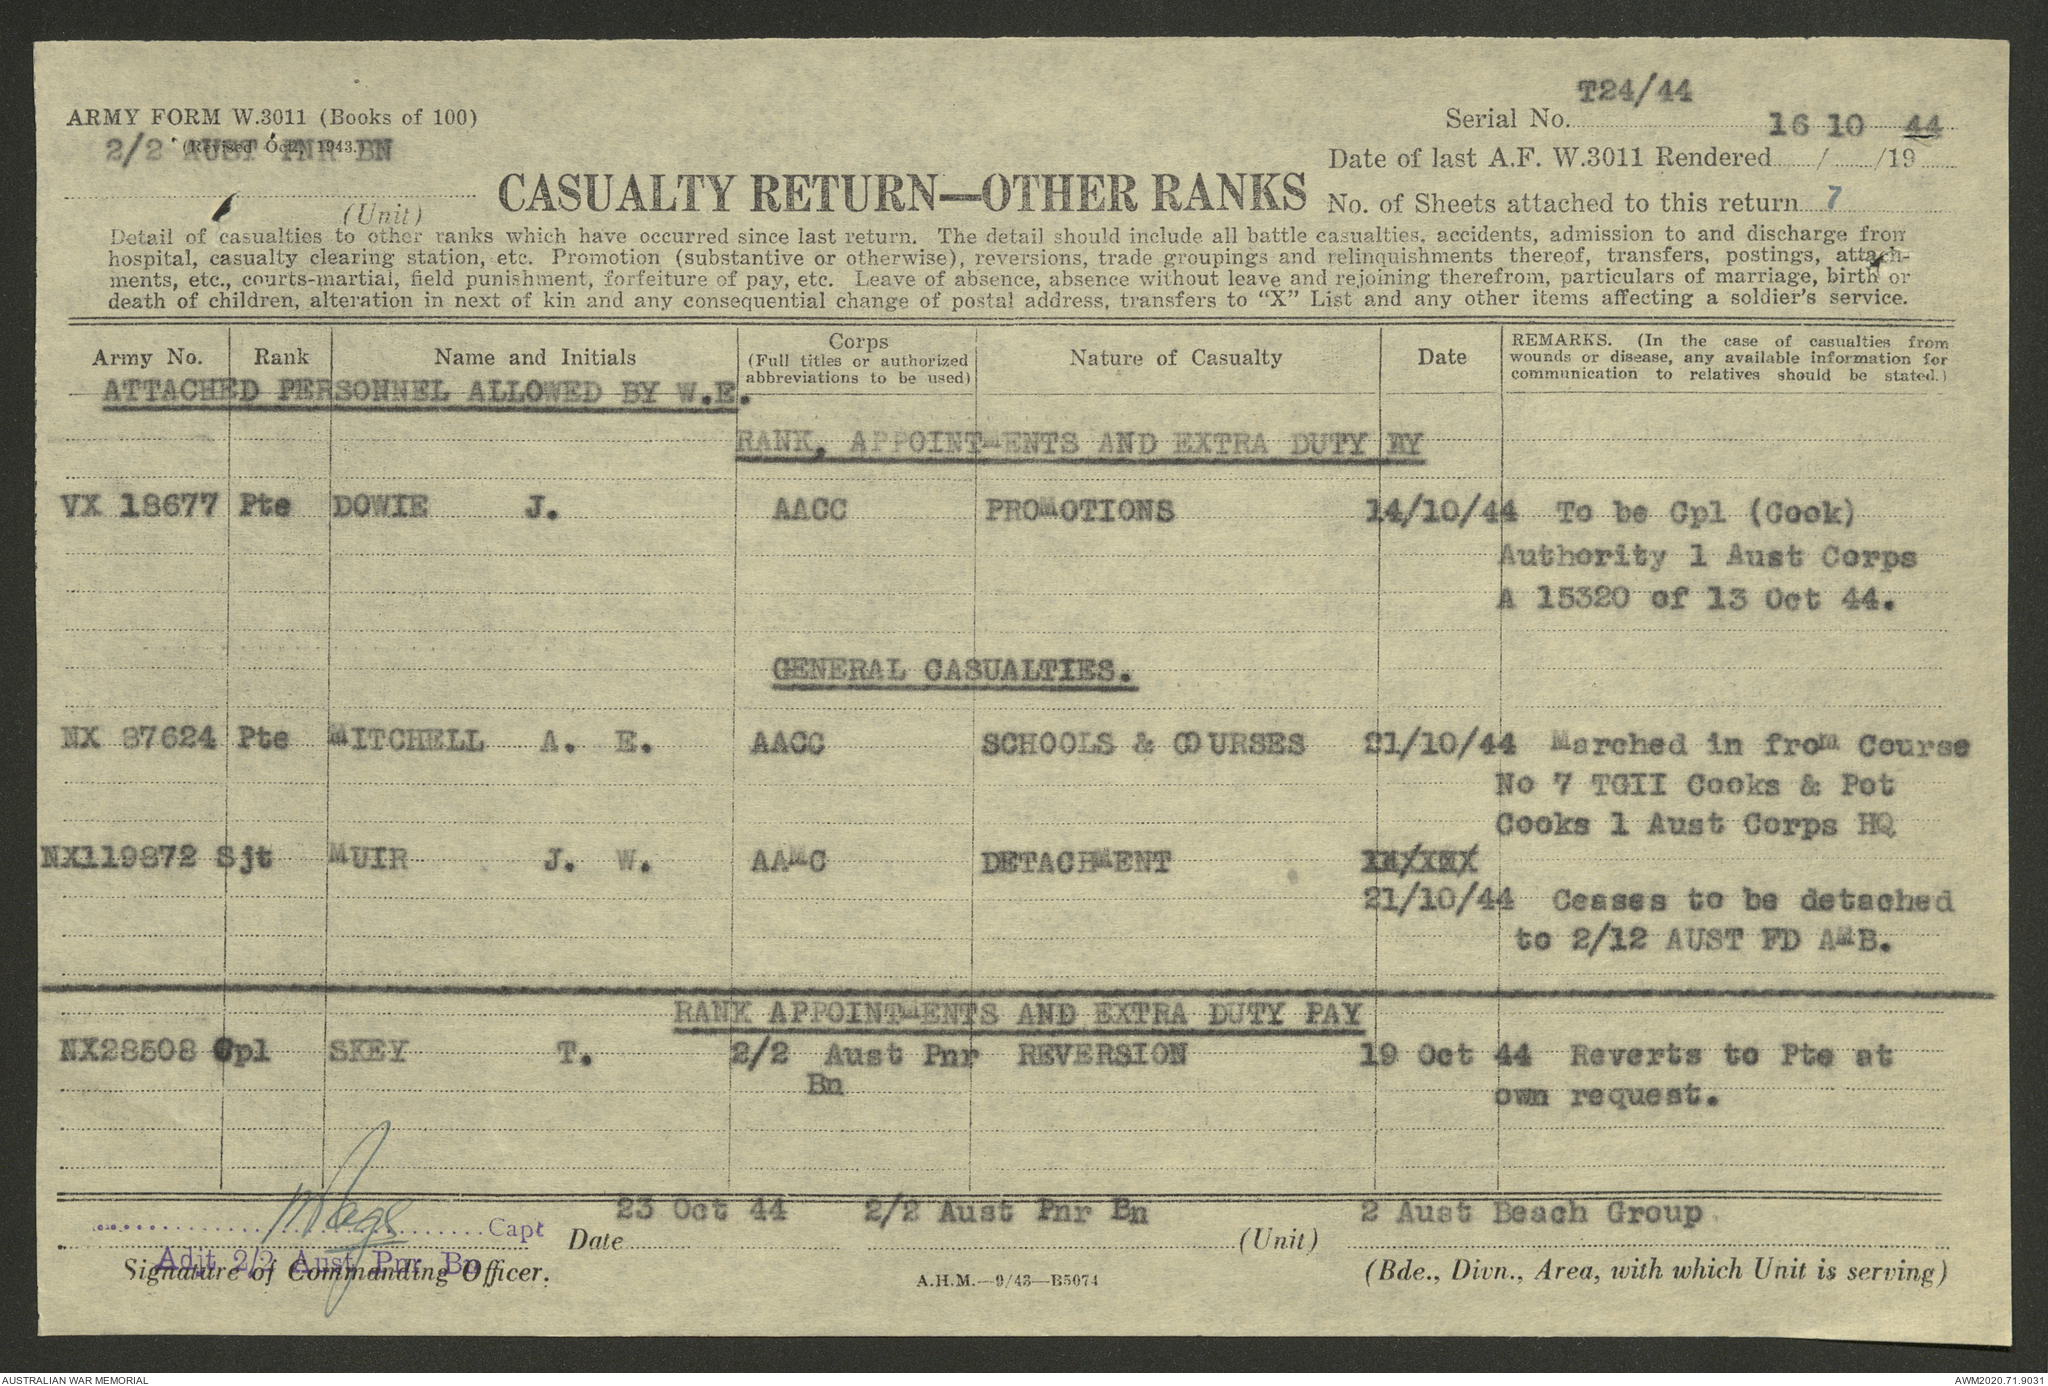 T24/44
ARMY FORM W.3011 (Books of 100)
Serial No.
(Revised Oct., 1943.)
2/2 AUST PNR BN
16 10 44
Date of last A.F. W.3011 Rendered / /19
(Unit)
CASUALTY RETURN—OTHER RANKS
No. of Sheets attached to this return 7
Detail of casualties to other ranks which have occurred since last return. The detail should include all battle casualties, accidents, admission to and discharge from
hospital, casualty clearing station, etc. Promotion (substantive or otherwise), reversions, trade groupings and relinquishments thereof, transfers, postings, attach-
ments, etc., courts-martial, field punishment, forfeiture of pay, etc. Leave of absence, absence without leave and rejoining therefrom, particulars of marriage, birth or
death of children, alteration in next of kin and any consequential change of postal address, transfers to “X” List and any other items affecting a soldier’s service.
Army No. Rank Name and Initials Corps (Full titles or authorized abbreviations to be used) Nature of Casualty Date REMARKS. (In the case of casualties from
wounds or disease, any available information for
communication to relatives should be stated.)
ATTACHED PERSONNEL ALLOWED BY W.E.
RANK, APPOINTMENTS AND EXTRA DUTY AY
VX 18677 Pte DOWIE J. AACC PROMOTIONS 14/10/44 To be Cpl (Cook)
Authority 1 Aust Corps
A 15320 of 13 Oct 44.
GENERAL CASUALTIES.
NX 87624 Pte MITCHELL A. E. AACC SCHOOLS & COURSES 21/10/44 Marched in from Course
No 7 TGII Cooks & Pot
Cooks 1 Aust Corps HQ
NX119872 Sjt MUIR J. W. AAMC DETACHMENT
21/10/44 Ceases to be detached
to 2/12 AUST FD AMB.
RANK APPOINTMENTS AND EXTRA DUTY PAY
NX28508 Cpl SKEY T. 2/2 Aust Pnr REVERSION 19 Oct 44 Reverts to Pte at
Bn own request.
23 Oct 44 2/2 Aust Pnr Bn 2 Aust Beach Group
Capt
Date (Unit)
Adjt 2/2 Aust Pnr Bn
Signature of Commanding Officer.
A.H.M.—9/43—B5074
(Bde., Divn., Area, with which Unit is serving)
AUSTRALIAN WAR MEMORIAL
AWM2020.71.9031